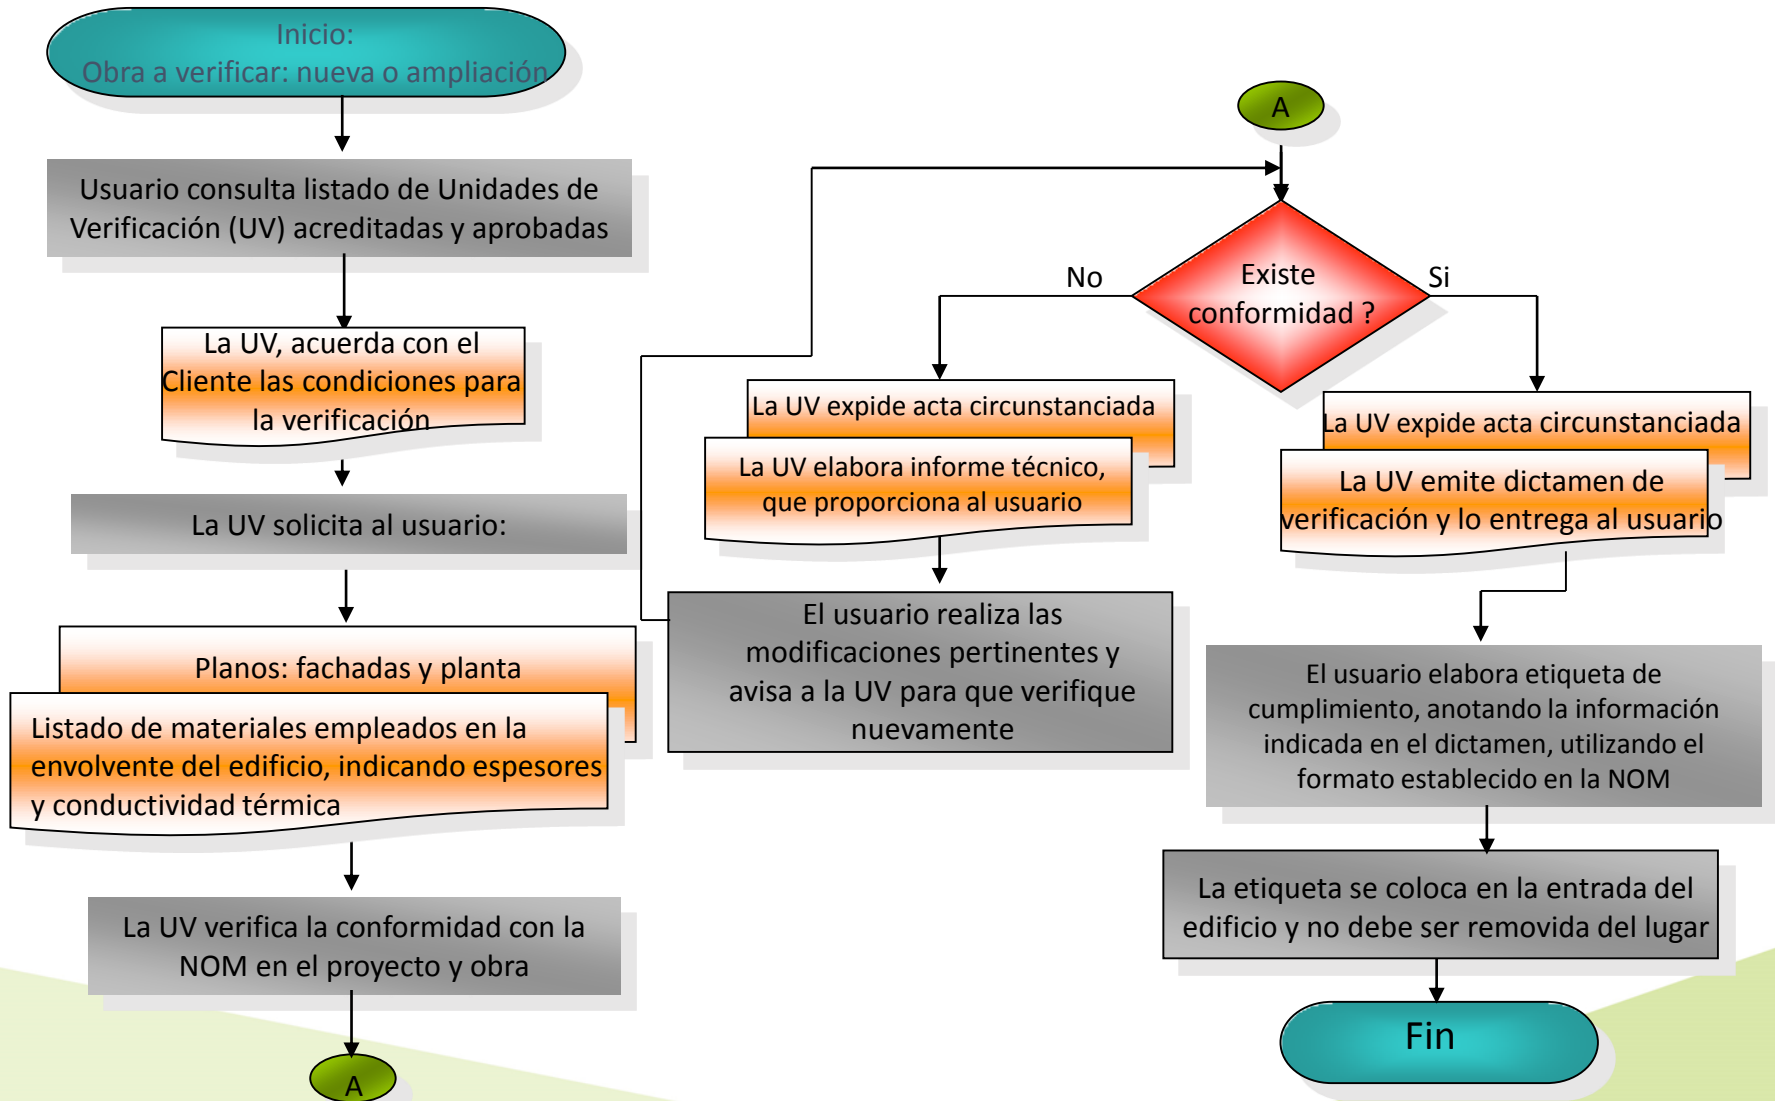 Inicio:
Obra a verificar: nueva o ampliación
Usuario consulta listado de Unidades de
Verificación (UV) acreditadas y aprobadas
La UV, acuerda con el
Cliente las condiciones para
la verificación
La UV solicita al usuario:
Planos: fachadas y planta
Listado de materiales empleados en la
envolvente del edificio, indicando espesores
y conductividad térmica
La UV verifica la conformidad con la
NOM en el proyecto y obra
A
A
Existe
conformidad ?
No
Si
La UV expide acta circunstanciada
La UV elabora informe técnico,
que proporciona al usuario
El usuario realiza las
modificaciones pertinentes y
avisa a la UV para que verifique
nuevamente
La UV expide acta circunstanciada
La UV emite dictamen de
verificación y lo entrega al usuario
El usuario elabora etiqueta de
cumplimiento, anotando la información
indicada en el dictamen, utilizando el
formato establecido en la NOM
La etiqueta se coloca en la entrada del
edificio y no debe ser removida del lugar
Fin